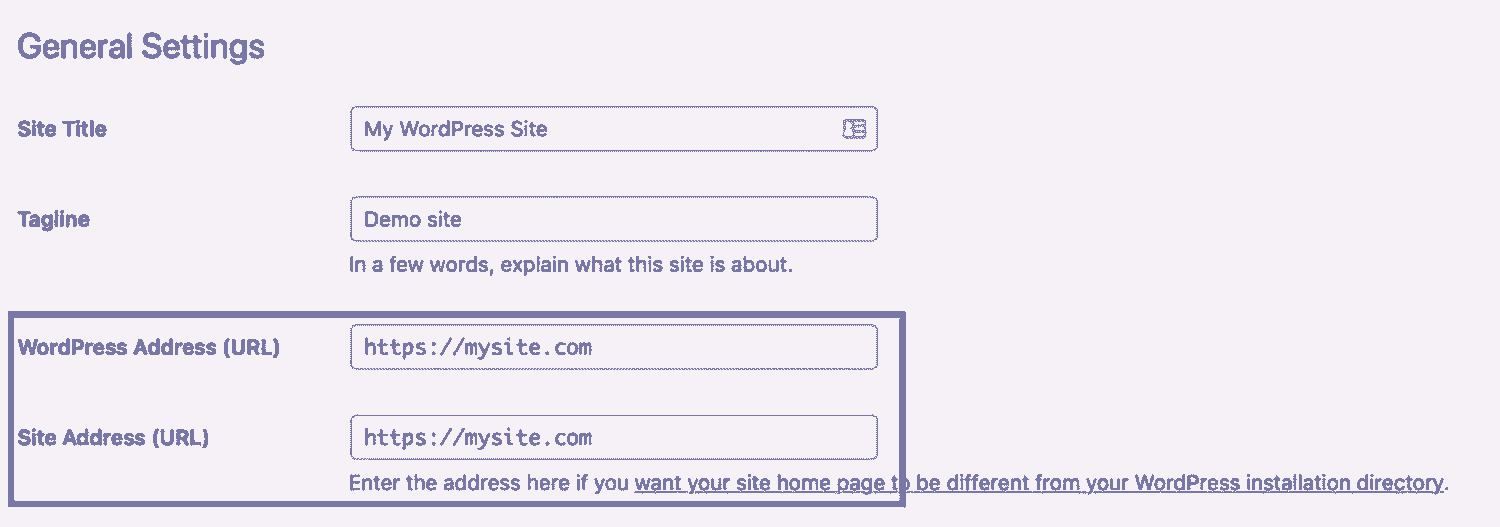 General Settings
Site Title
My WordPress Site
Tagline
Demo site
In a few words, explain what this site is about.
WordPress Address (URL)
https://mysite.com
Site Address (URL)
https://mysite.com
Enter the address here if you want your site home page to be different from your WordPress installation directory.